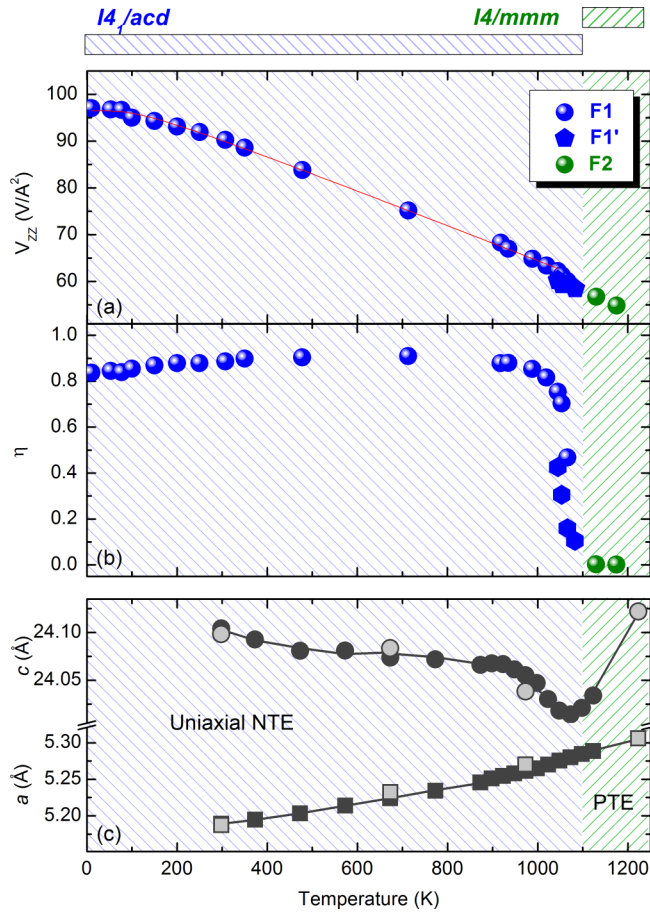 I4₁/acd I4/mmm
100
90
80
70
60
V_ZZ (V/A²)
F1
F1'
F2
(a)
1.0
0.8
0.6
0.4
0.2
0.0
η
(b)
24.10
24.05
c (Å)
5.30
5.25
5.20
a (Å)
Uniaxial NTE
PTE
(c)
0 200 400 600 800 1000 1200
Temperature (K)